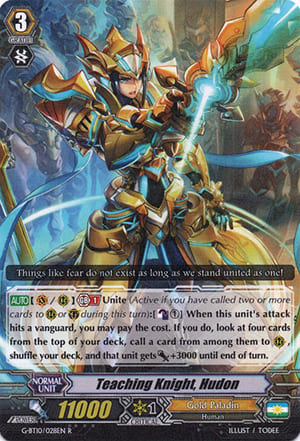 3
GRADE
Things like fear do not exist as long as we stand united as one!
AUTO [ / ] 1 Unite (Active if you have called two or more
cards to or during this turn):[1] When this unit's attack
hits a vanguard, you may pay the cost. If you do, look at four cards
from the top of your deck, call a card from among them to
shuffle your deck, and that unit gets +3000 until end of turn.
NORMAL
UNIT
Teaching Knight, Hudon
POWER
11000
1
CRITICAL
Gold Paladin
Human
G-BT10/028EN R
ILLUST / TODEE